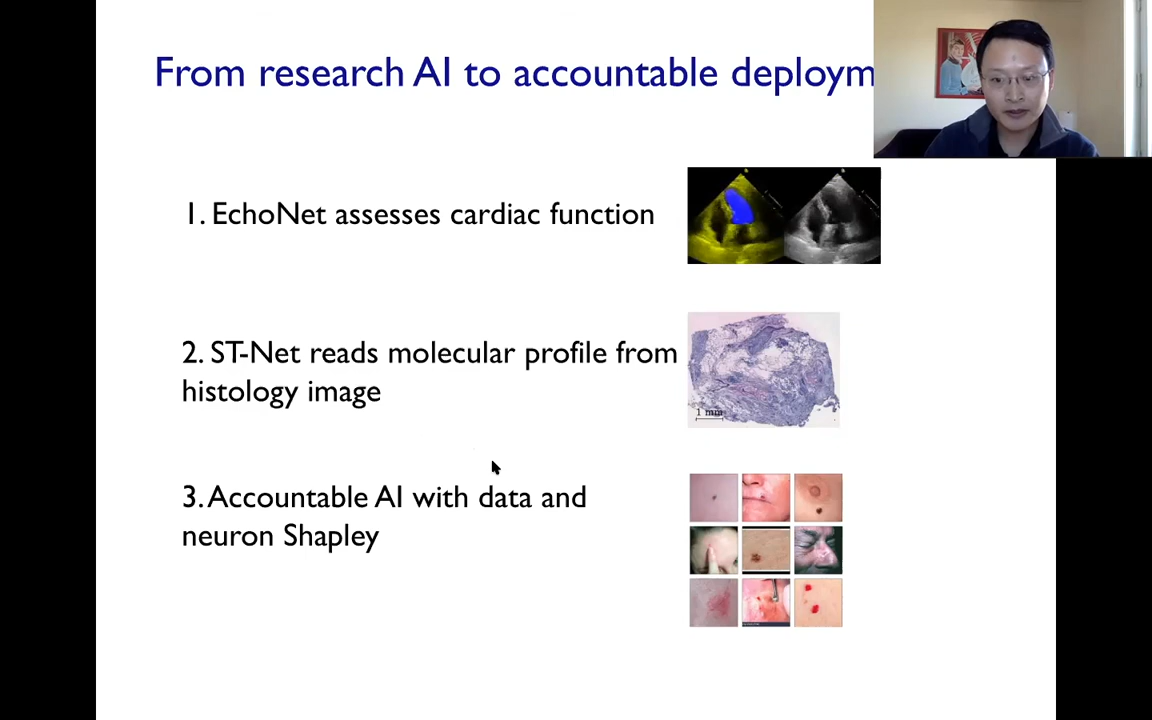 From research AI to accountable deploym
1. EchoNet assesses cardiac function
2. ST-Net reads molecular profile from
histology image
1 mm
3. Accountable AI with data and
neuron Shapley